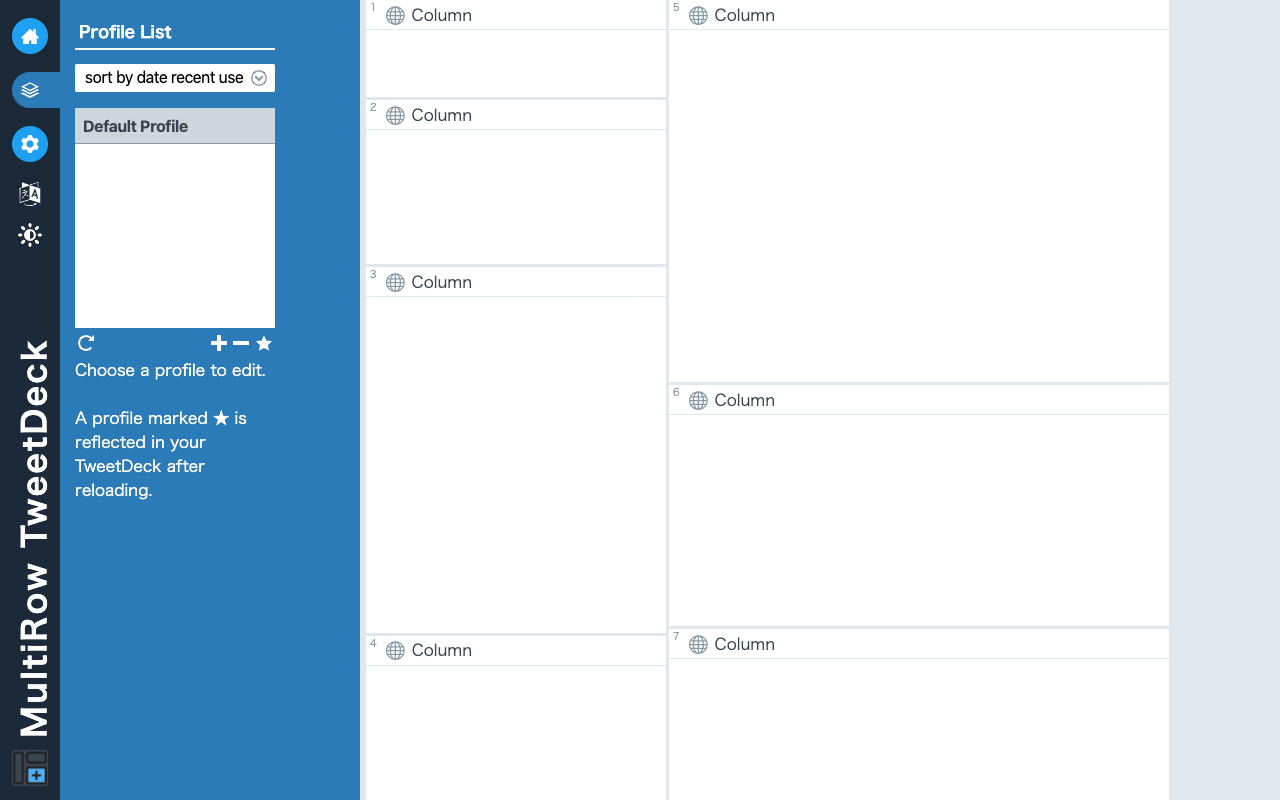 MultiRow TweetDeck
Profile List
sort by date recent use
Default Profile
Choose a profile to edit.
A profile marked ★ is
reflected in your
TweetDeck after
reloading.
1 Column
2 Column
3 Column
4 Column
5 Column
6 Column
7 Column